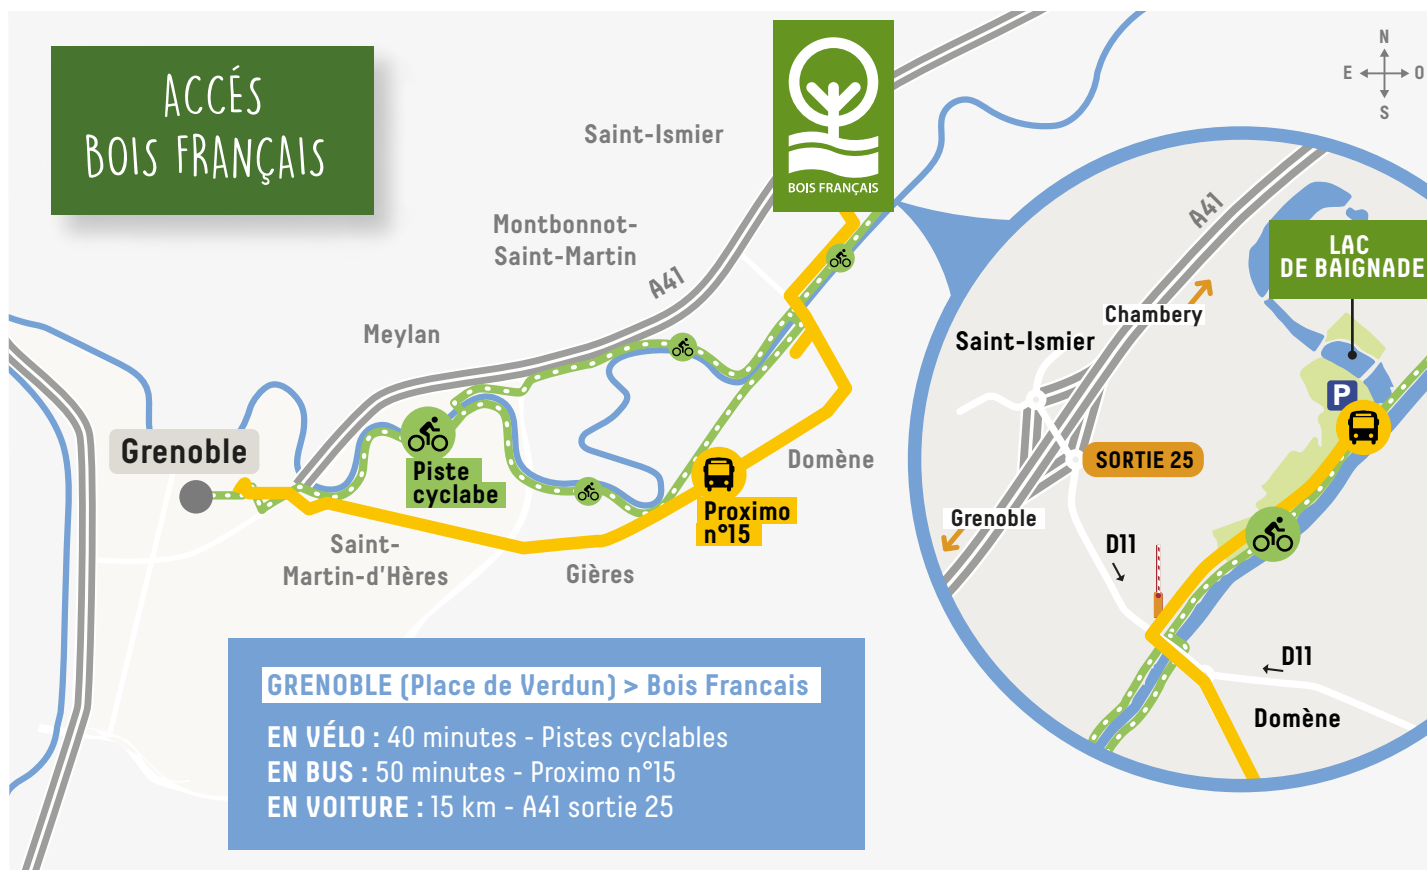 ACCÉS
BOIS FRANÇAIS
BOIS FRANÇAIS
N
E
O
S
Saint-Ismier
Montbonnot-
Saint-Martin
A41
Meylan
Grenoble
Piste
cyclabe
Proximo
n°15
Domène
Saint-
Martin-d'Hères
Gières
A41
LAC
DE BAIGNADE
Chambery
Saint-Ismier
P
SORTIE 25
Grenoble
D11
D11
Domène
GRENOBLE (Place de Verdun) > Bois Francais
EN VÉLO : 40 minutes - Pistes cyclables
EN BUS : 50 minutes - Proximo n°15
EN VOITURE : 15 km - A41 sortie 25